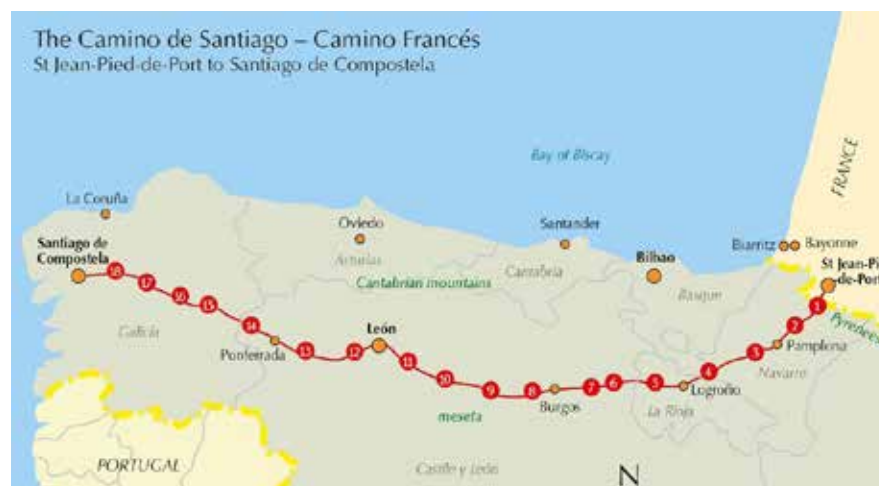 The Camino de Santiago – Camino Francés
St Jean-Pied-de-Port to Santiago de Compostela
Bay of Biscay
FRANCE
La Coruña
Oviedo
Santander
Biarritz
Bayonne
Santiago de
Compostela
Asturias
Cantabria
Bilbao
St Jean-Pi
-de-Port
Cantabrian mountains
Basque
18
17
16
15
14
13
12
11
10
9
8
7
6
5
4
3
2
1
Pyrenees
Galicia
León
Ponferrada
Pamplona
Navarro
Logroño
Burgos
La Rioja
meseta
PORTUGAL
Castile y León
N